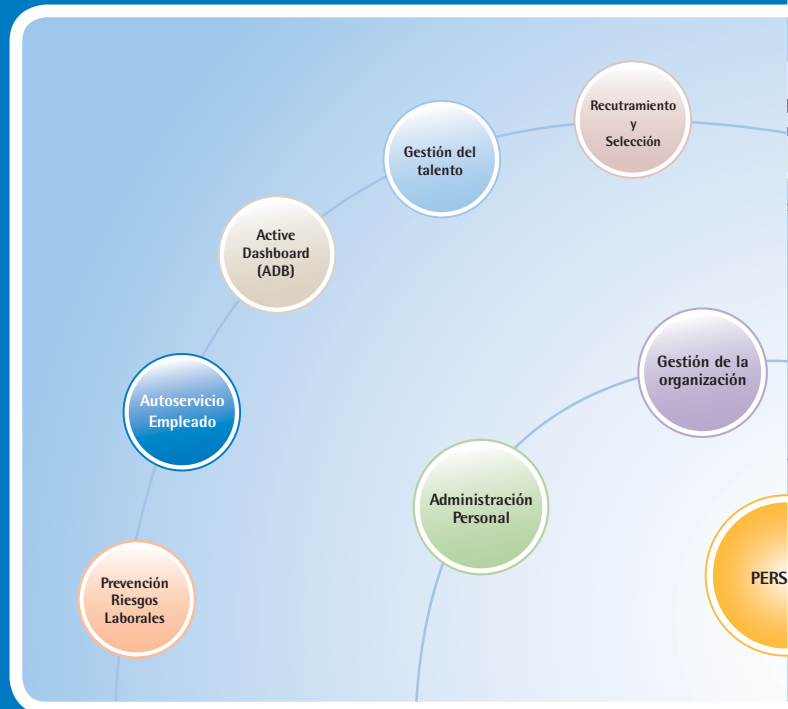 Recutramiento
y
Selección
Gestión del
talento
Active
Dashboard
(ADB)
Gestión de la
organización
Autoservicio
Empleado
Administración
Personal
PERS
Prevención
Riesgos
Laborales